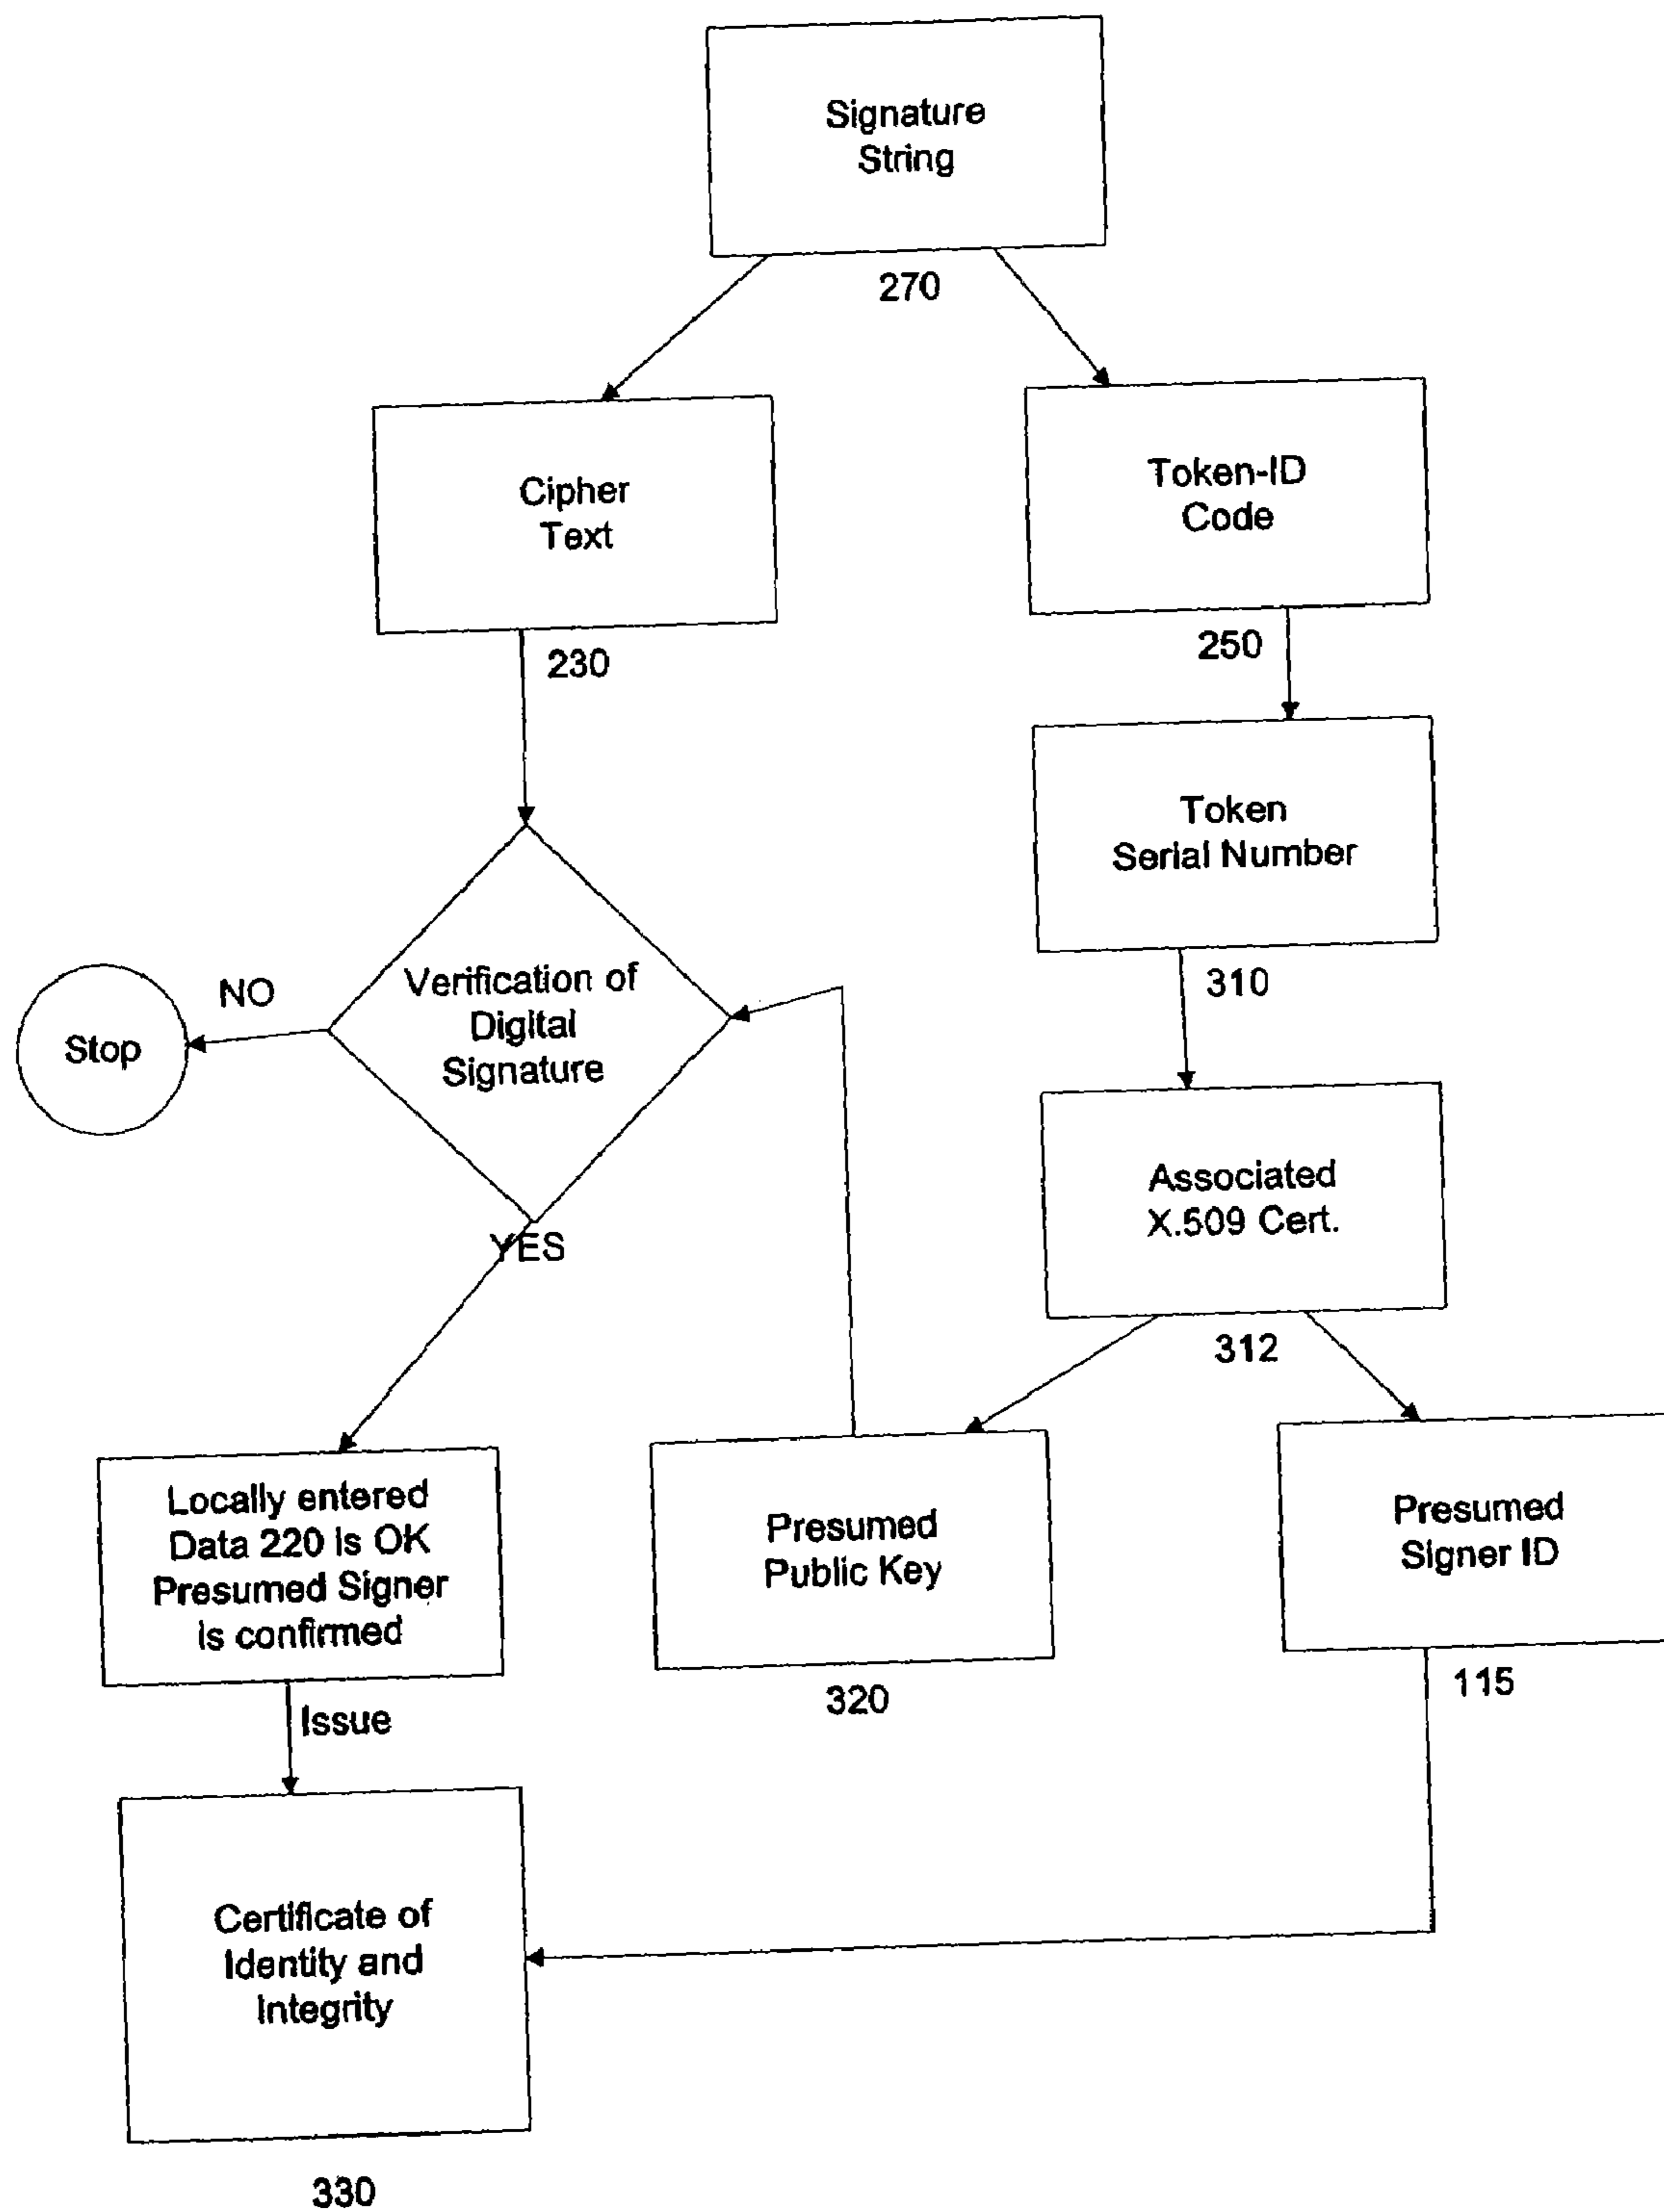 Signature
String
270
Cipher
Text
230
Token-ID
Code
250
Token
Serial Number
310
Verification of
Digital
Signature
NO
Stop
YES
Associated
X.509 Cert.
312
Locally entered
Data 220 is OK
Presumed Signer
is confirmed
Issue
Presumed
Public Key
320
Presumed
Signer ID
115
Certificate of
Identity and
Integrity
330